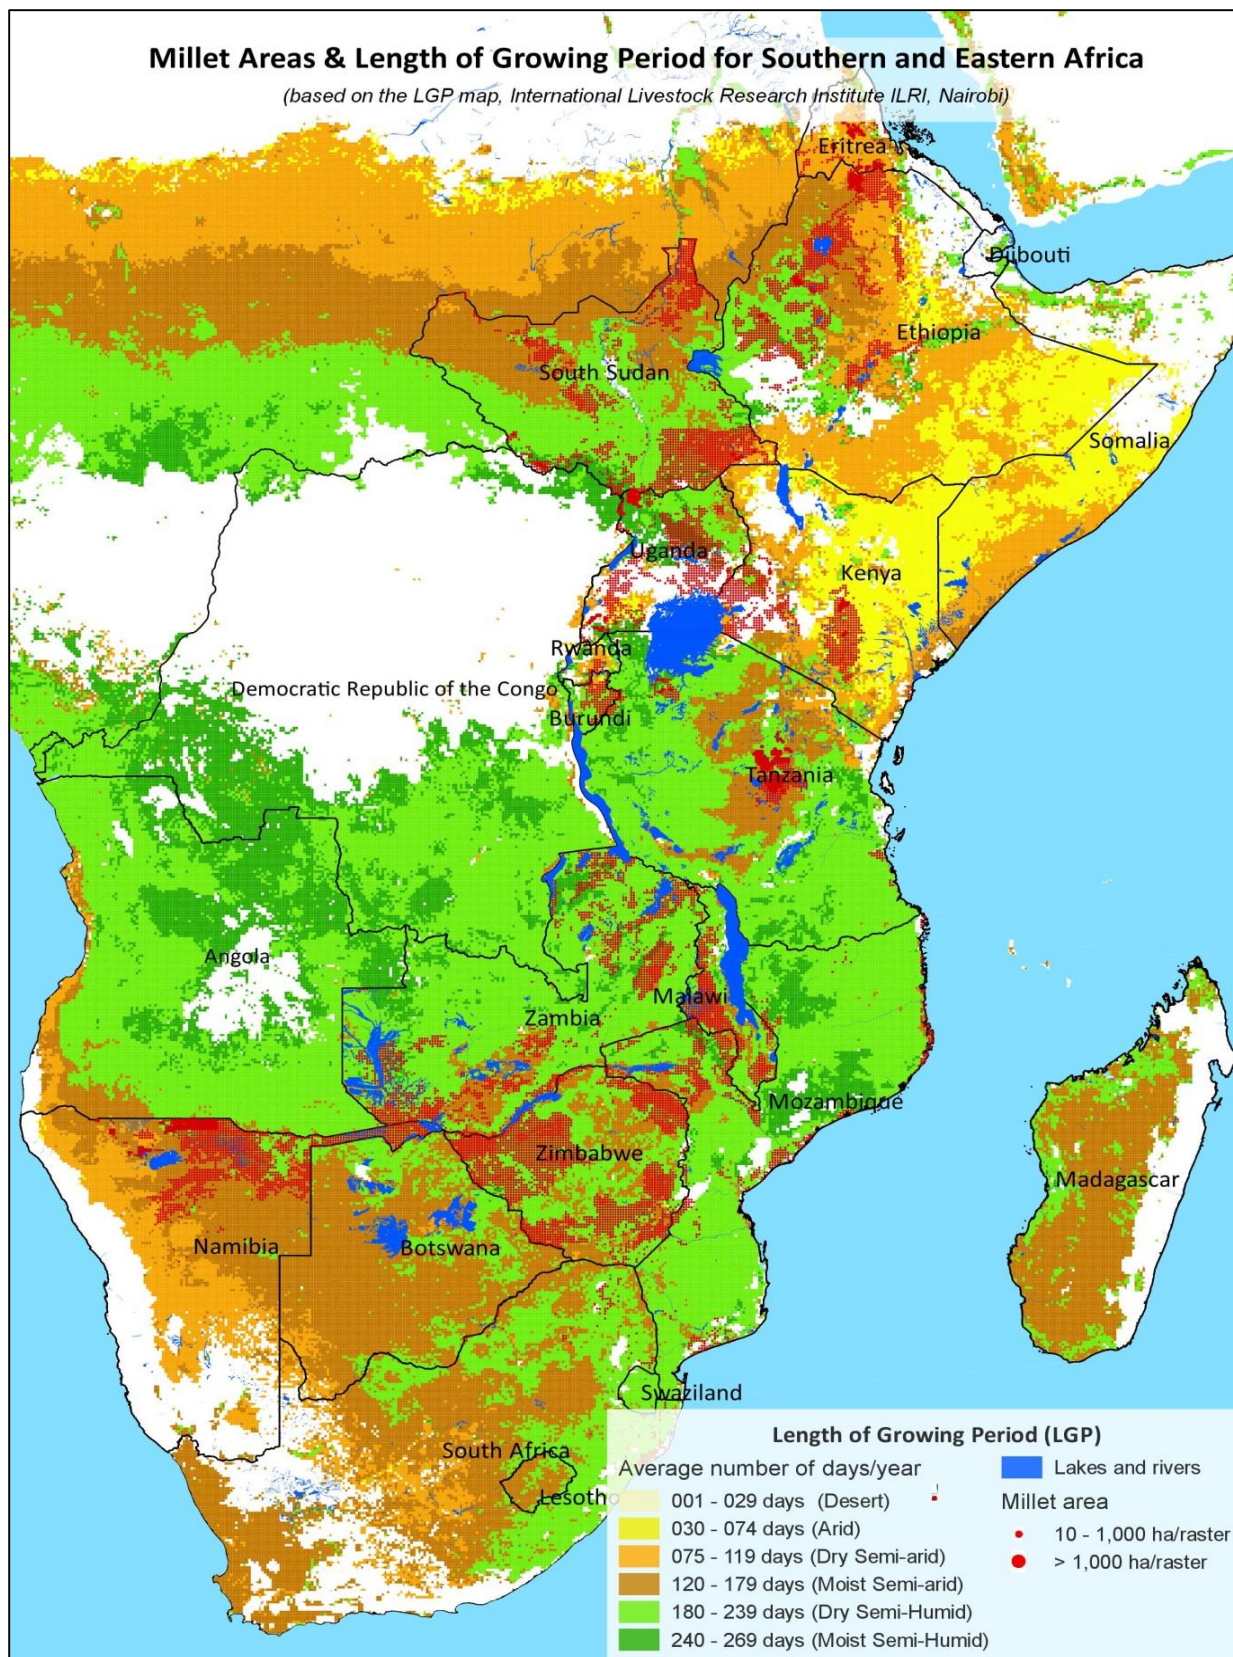 Millet Areas & Length of Growing Period for Southern and Eastern Africa
(based on the LGP map, International Livestock Research Institute ILRI, Nairobi)
Eritrea
Djibouti
Ethiopia
South Sudan
Somalia
Uganda
Kenya
Rwanda
Democratic Republic of the Congo
Burundi
Tanzania
Angola
Malawi
Zambia
Mozambique
Zimbabwe
Madagascar
Namibia
Botswana
Swaziland
South Africa
Lesotho
Length of Growing Period (LGP)
Average number of days/year
001 - 029 days (Desert)
030 - 074 days (Arid)
075 - 119 days (Dry Semi-arid)
120 - 179 days (Moist Semi-arid)
180 - 239 days (Dry Semi-Humid)
240 - 269 days (Moist Semi-Humid)
Lakes and rivers
Millet area
10 - 1,000 ha/raster
> 1,000 ha/raster